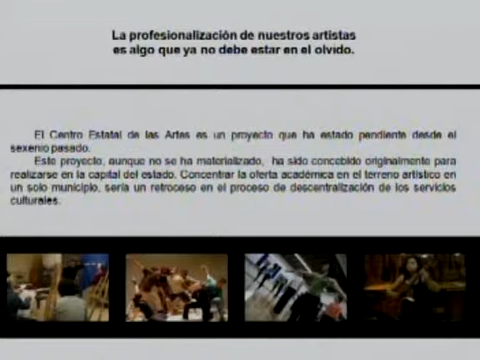 La profesionalización de nuestros artistas
es algo que ya no debe estar en el olvido.
El Centro Estatal de las Artes es un proyecto que ha estado pendiente desde el
sexenio pasado.
Este proyecto, aunque no se ha materializado, ha sido concebido originalmente para
realizarse en la capital del estado. Concentrar la oferta académica en el terreno artístico en
un solo municipio, sería un retroceso en el proceso de descentralización de los servicios
culturales.